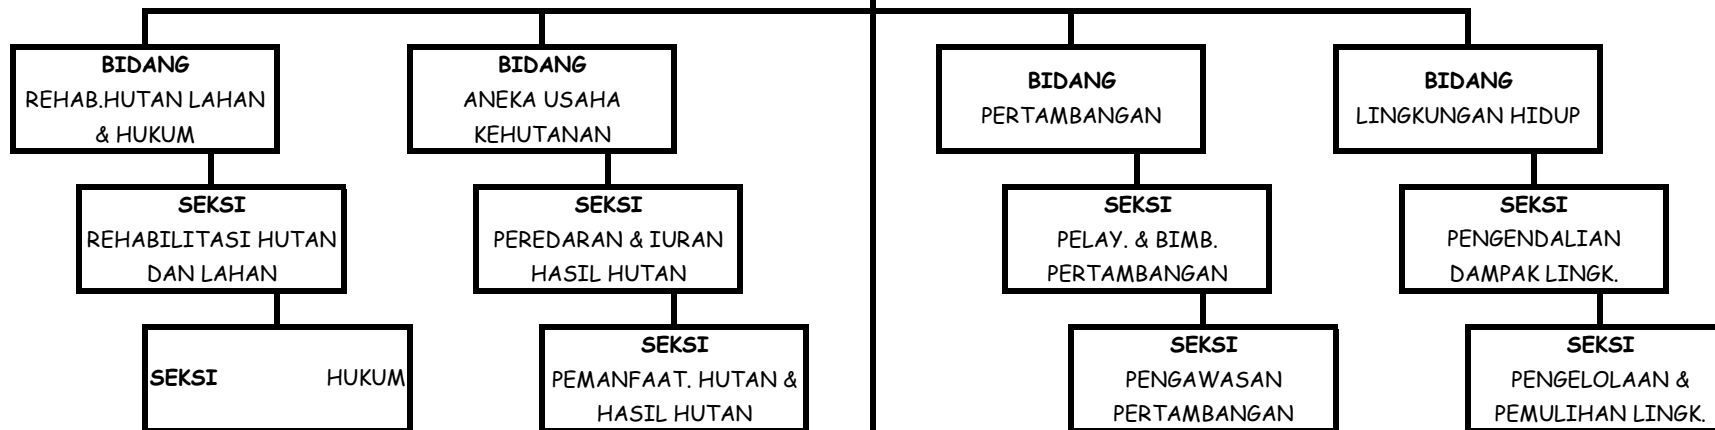 BIDANG
REHAB.HUTAN LAHAN
& HUKUM
BIDANG
ANEKA USAHA
KEHUTANAN
BIDANG
PERTAMBANGAN
BIDANG
LINGKUNGAN HIDUP
SEKSI
REHABILITASI HUTAN
DAN LAHAN
SEKSI
PEREDARAN & IURAN
HASIL HUTAN
SEKSI
PELAY. & BIMB.
PERTAMBANGAN
SEKSI
PENGENDALIAN
DAMPAK LINGK.
SEKSI HUKUM
SEKSI
PEMANFAAT. HUTAN &
HASIL HUTAN
SEKSI
PENGAWASAN
PERTAMBANGAN
SEKSI
PENGELOLAAN &
PEMULIHAN LINGK.